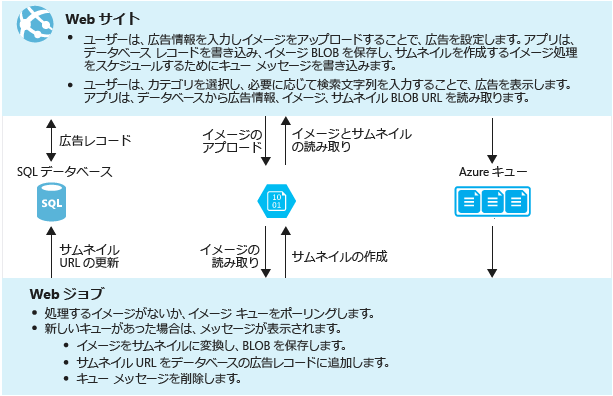 Web サイト
• ユーザーは、広告情報を入力しイメージをアップロードすることで、広告を設定します。アプリは、
データベース レコードを書き込み、イメージ BLOB を保存し、サムネイルを作成するイメージ処理
をスケジュールするためにキュー メッセージを書き込みます。
• ユーザーは、カテゴリを選択し、必要に応じて検索文字列を入力することで、広告を表示します。
アプリは、データベースから広告情報、イメージ、サムネイル BLOB URL を読み取ります。
広告レコード
イメージの
アプロード
イメージとサムネイル
の読み取り
SQL データベース
Azure キュー
SQL
10
01
サムネイル
URL の更新
イメージの
読み取り
サムネイルの作成
Web ジョブ
• 処理するイメージがないか、イメージ キューをポーリングします。
• 新しいキューがあった場合は、メッセージが表示されます。
• イメージをサムネイルに変換し、BLOB を保存します。
• サムネイル URL をデータベースの広告レコードに追加します。
• キュー メッセージを削除します。